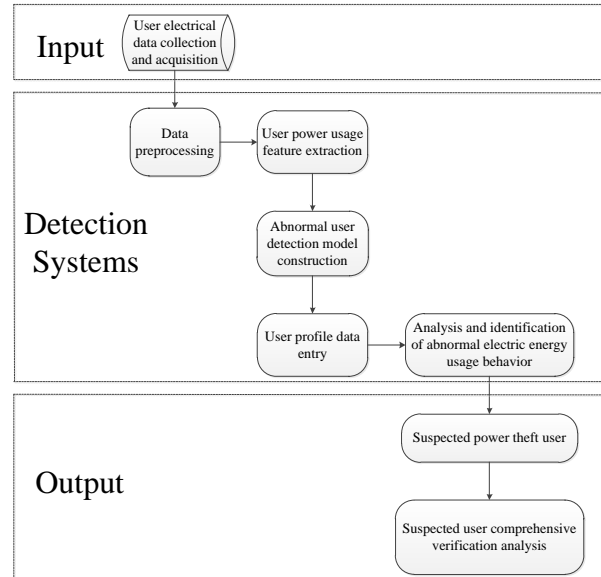 Input
User electrical
data collection
and acquisition
Detection
Systems
Data
preprocessing
User power usage
feature extraction
Abnormal user
detection model
construction
User profile data
entry
Analysis and identification
of abnormal electric energy
usage behavior
Output
Suspected power theft user
Suspected user comprehensive
verification analysis